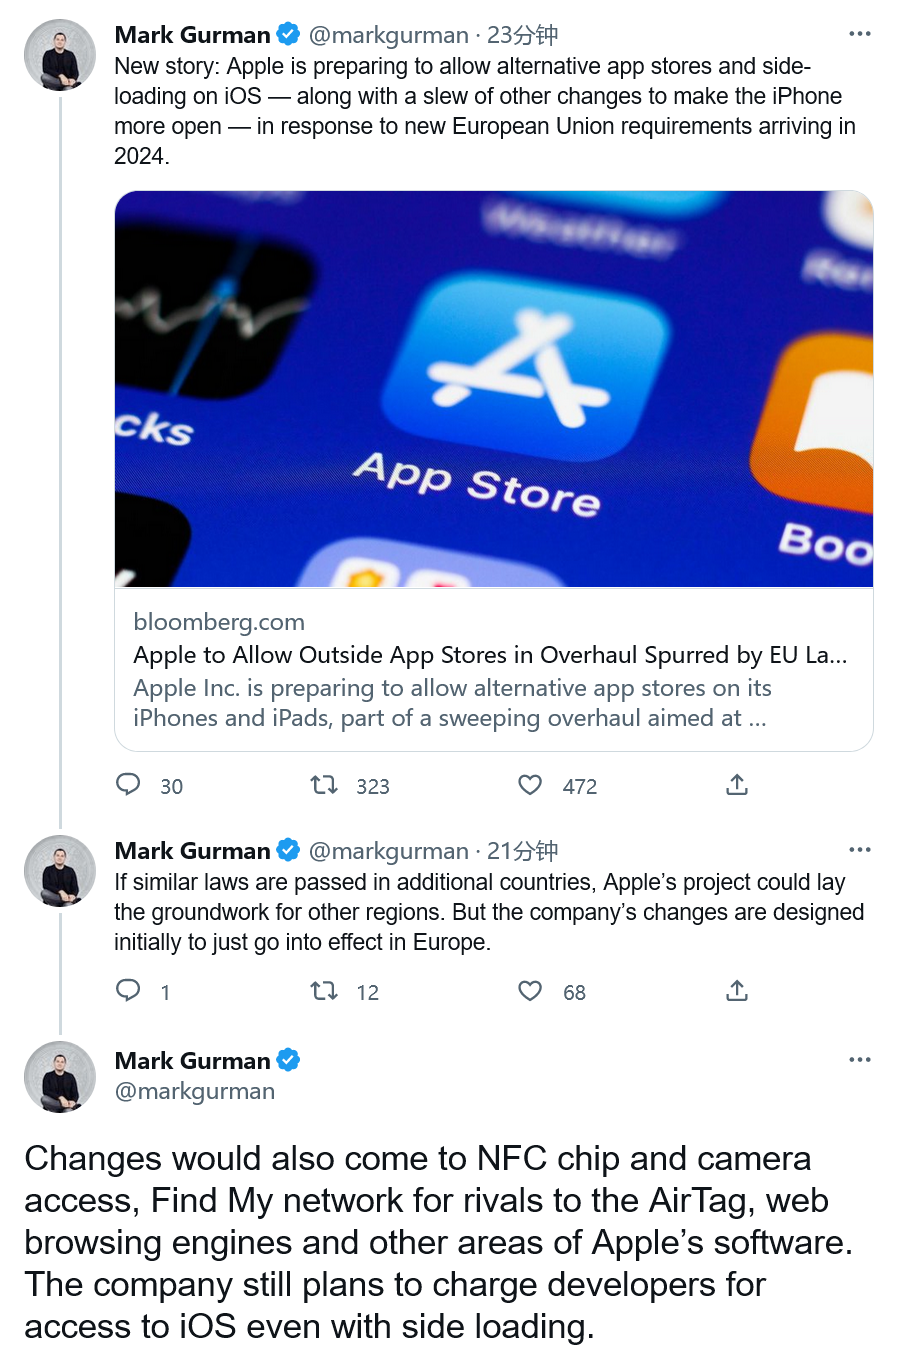 Mark Gurman @markgurman · 23分钟
New story: Apple is preparing to allow alternative app stores and side-
loading on iOS — along with a slew of other changes to make the iPhone
more open — in response to new European Union requirements arriving in
2024.
Weather
cks
App Store
Boo
bloomberg.com
Apple to Allow Outside App Stores in Overhaul Spurred by EU La...
Apple Inc. is preparing to allow alternative app stores on its
iPhones and iPads, part of a sweeping overhaul aimed at ...
30 323 472
Mark Gurman @markgurman · 21分钟
If similar laws are passed in additional countries, Apple’s project could lay
the groundwork for other regions. But the company’s changes are designed
initially to just go into effect in Europe.
1 12 68
Mark Gurman
@markgurman
Changes would also come to NFC chip and camera
access, Find My network for rivals to the AirTag, web
browsing engines and other areas of Apple’s software.
The company still plans to charge developers for
access to iOS even with side loading.